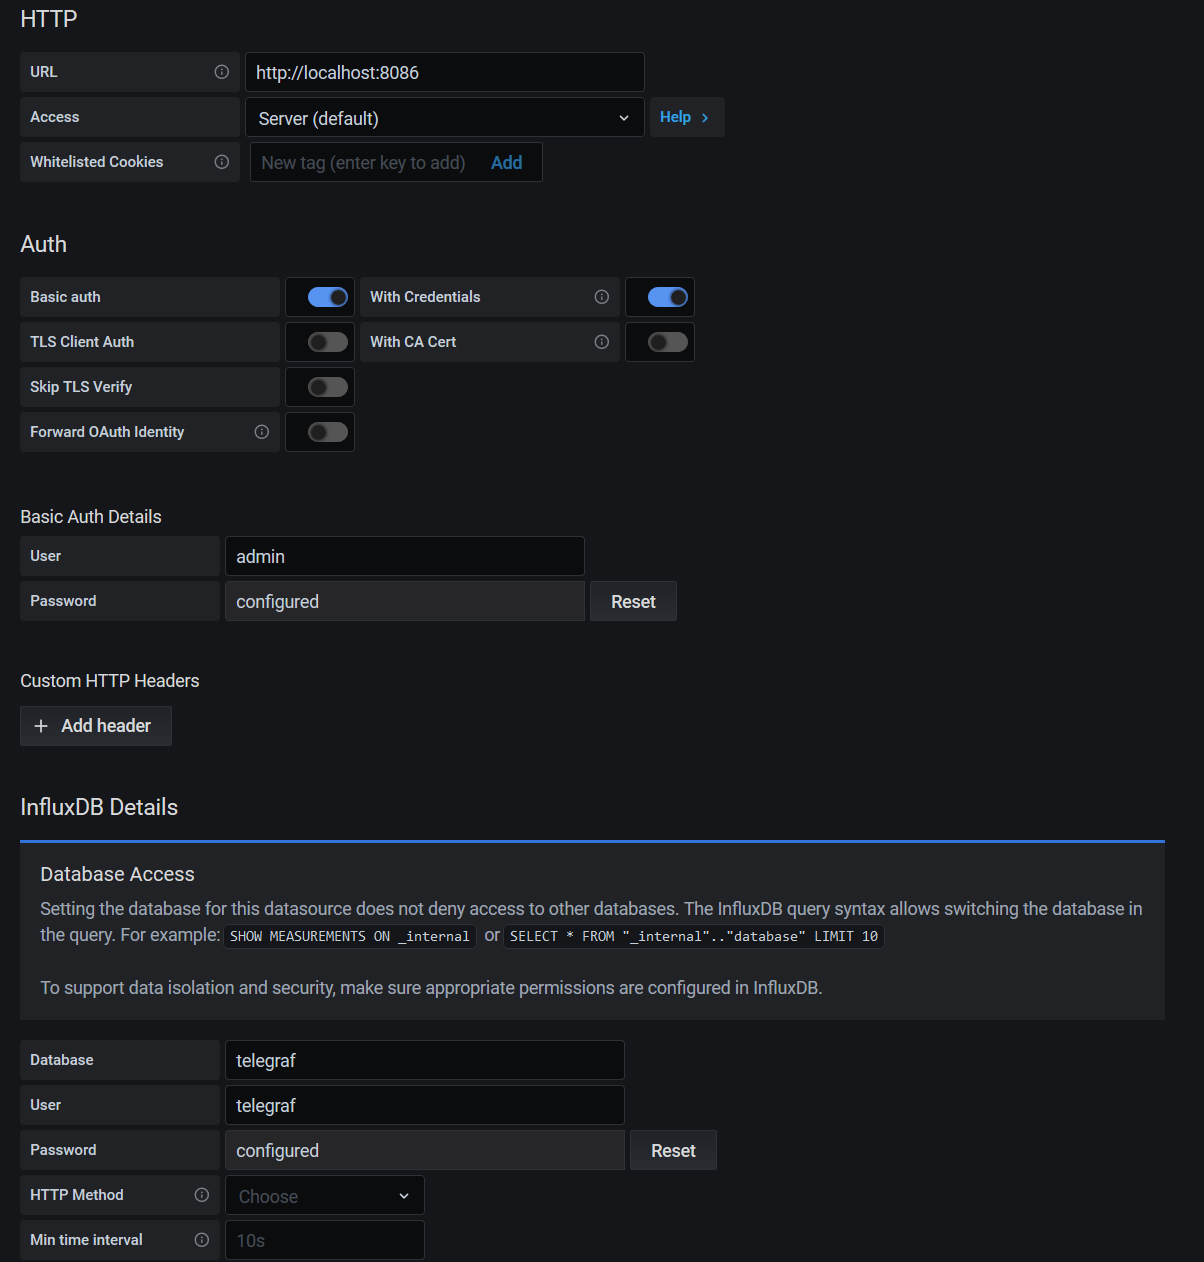 HTTP
URL
http://localhost:8086
Access
Server (default)
Help
Whitelisted Cookies
New tag (enter key to add)
Add
Auth
Basic auth
With Credentials
TLS Client Auth
With CA Cert
Skip TLS Verify
Forward OAuth Identity
Basic Auth Details
User
admin
Password
configured
Reset
Custom HTTP Headers
Add header
InfluxDB Details
Database Access
Setting the database for this datasource does not deny access to other databases. The InfluxDB query syntax allows switching the database in
the query. For example: SHOW MEASUREMENTS ON _internal or SELECT * FROM "_internal".."database" LIMIT 10
To support data isolation and security, make sure appropriate permissions are configured in InfluxDB.
Database
telegraf
User
telegraf
Password
configured
Reset
HTTP Method
Choose
Min time interval
10s